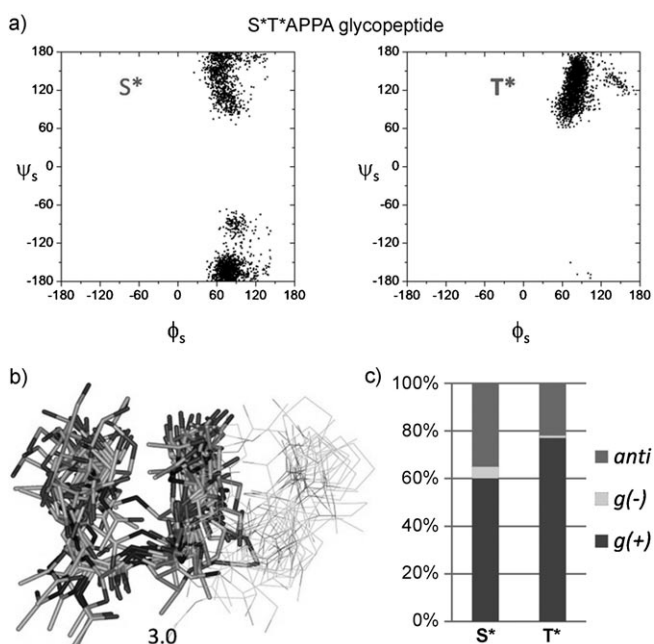 a) S*T*APPA glycopeptide
180 180
120 S* 120 T*
60 60
ψs 0 ψs 0
-60 -60
-120 -120
-180 -180
-180 -120 -60 0 60 120 180 -180 -120 -60 0 60 120 180
ϕs ϕs
b) c)
100%
80%
60%
40%
20%
0%
anti
g(-)
g(+)
S* T*
3.0